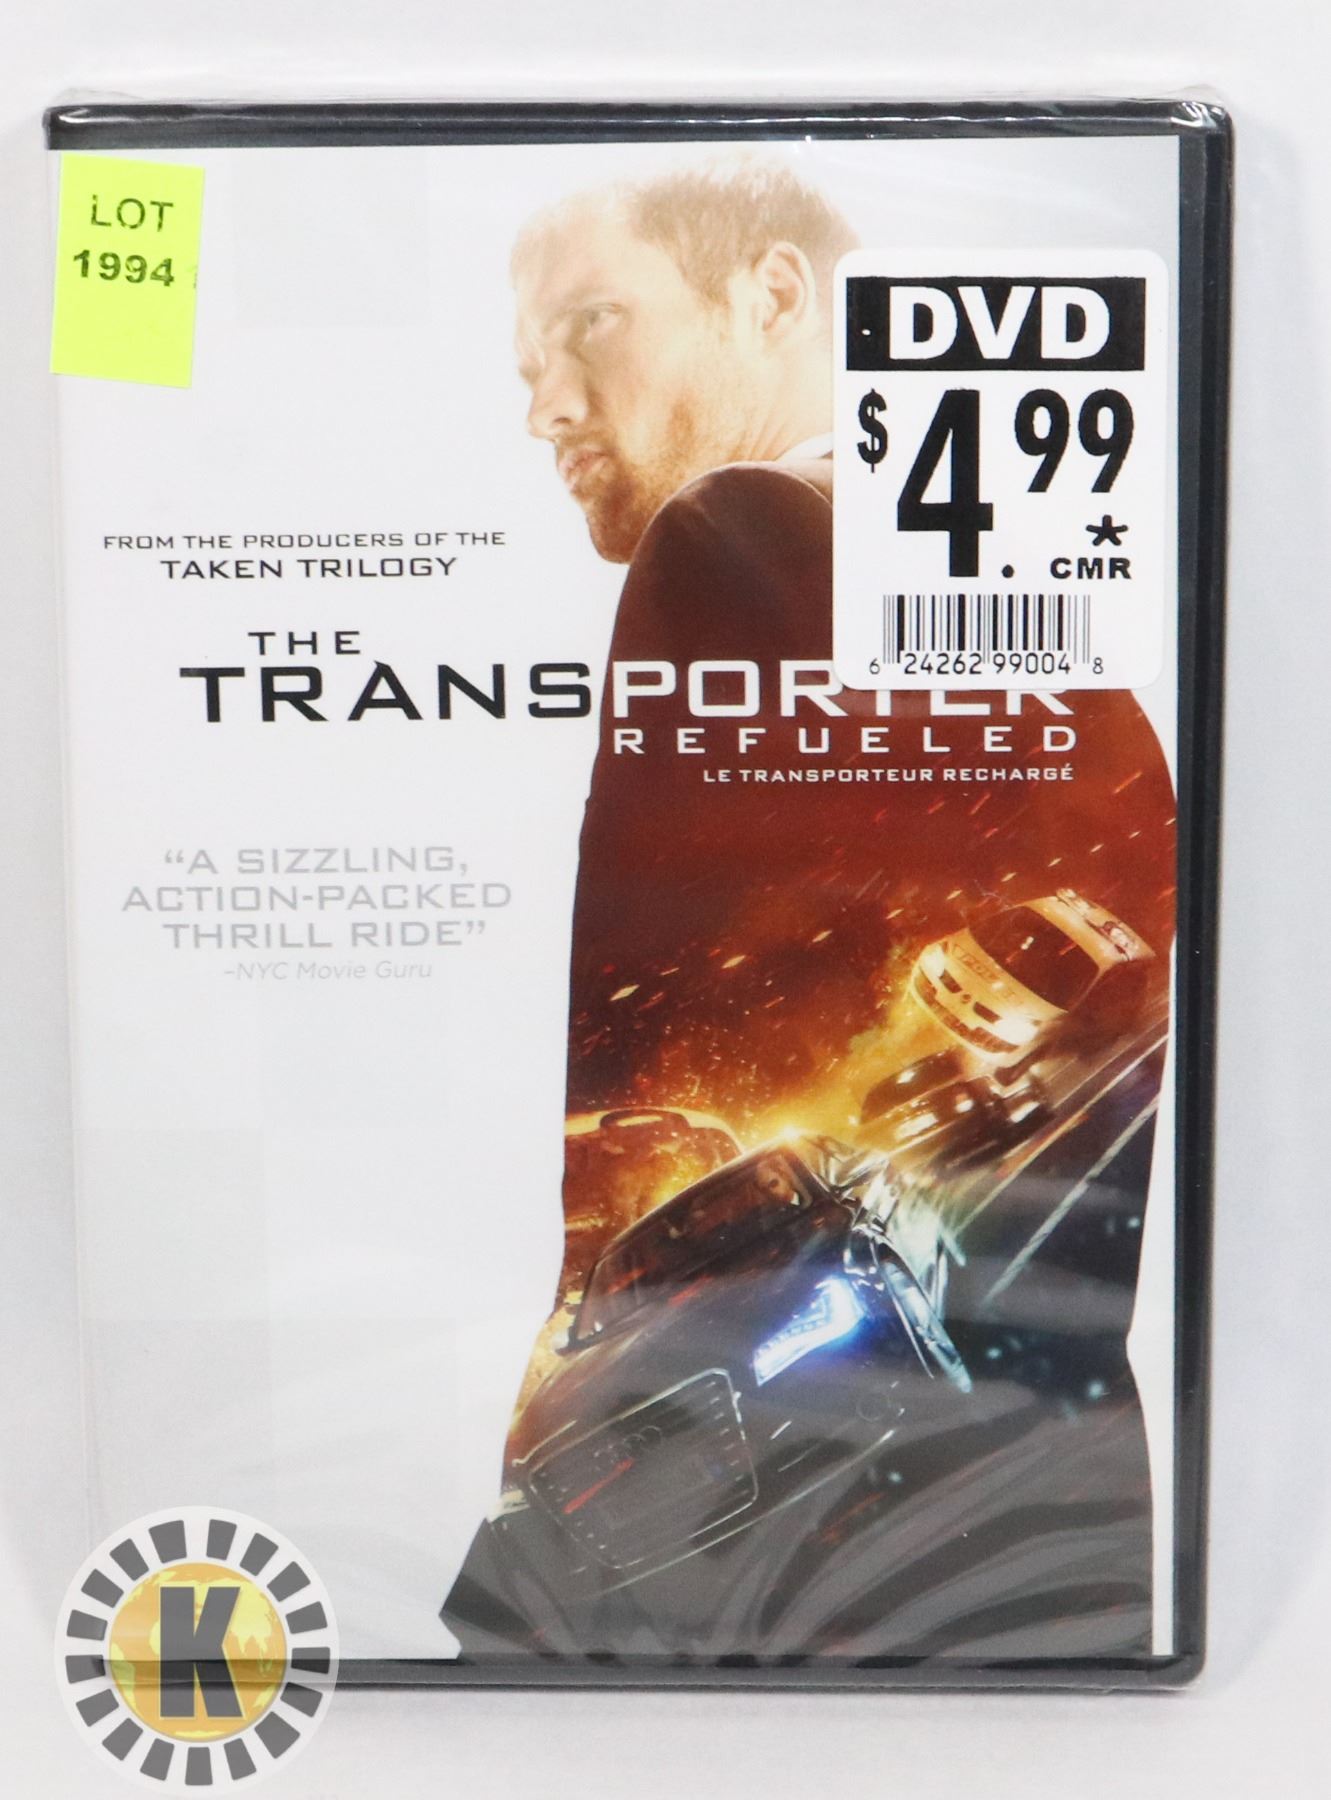 LOT
1994
DVD
$4.99
*
CMR
6 24262 99004 8
FROM THE PRODUCERS OF THE
TAKEN TRILOGY
THE
TRANSPORTER
REFUELED
LE TRANSPORTEUR RECHARGÉ
“A SIZZLING,
ACTION-PACKED
THRILL RIDE”
–NYC Movie Guru
K